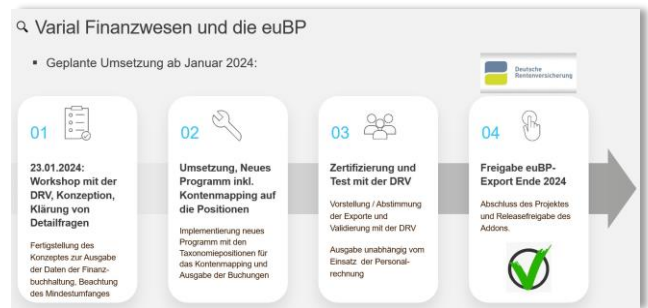 Varial Finanzwesen und die euBP
▪ Geplante Umsetzung ab Januar 2024:
Deutsche
Rentenversicherung
01
23.01.2024:
Workshop mit der
DRV, Konzeption,
Klärung von
Detailfragen
Fertigstellung des
Konzeptes zur Ausgabe
der Daten der Finanz-
buchhaltung, Beachtung
des Mindestumfanges
02
Umsetzung, Neues
Programm inkl.
Kontenmapping auf
die Positionen
Implementierung neues
Programm mit den
Taxonomiepositionen für
das Kontenmapping und
Ausgabe der Buchungen
03
Zertifizierung und
Test mit der DRV
Vorstellung / Abstimmung
der Exporte und
Validierung mit der DRV
Ausgabe unabhängig vom
Einsatz der Personal-
rechnung
04
Freigabe euBP-
Export Ende 2024
Abschluss des Projektes
und Releasefreigabe des
Addons.